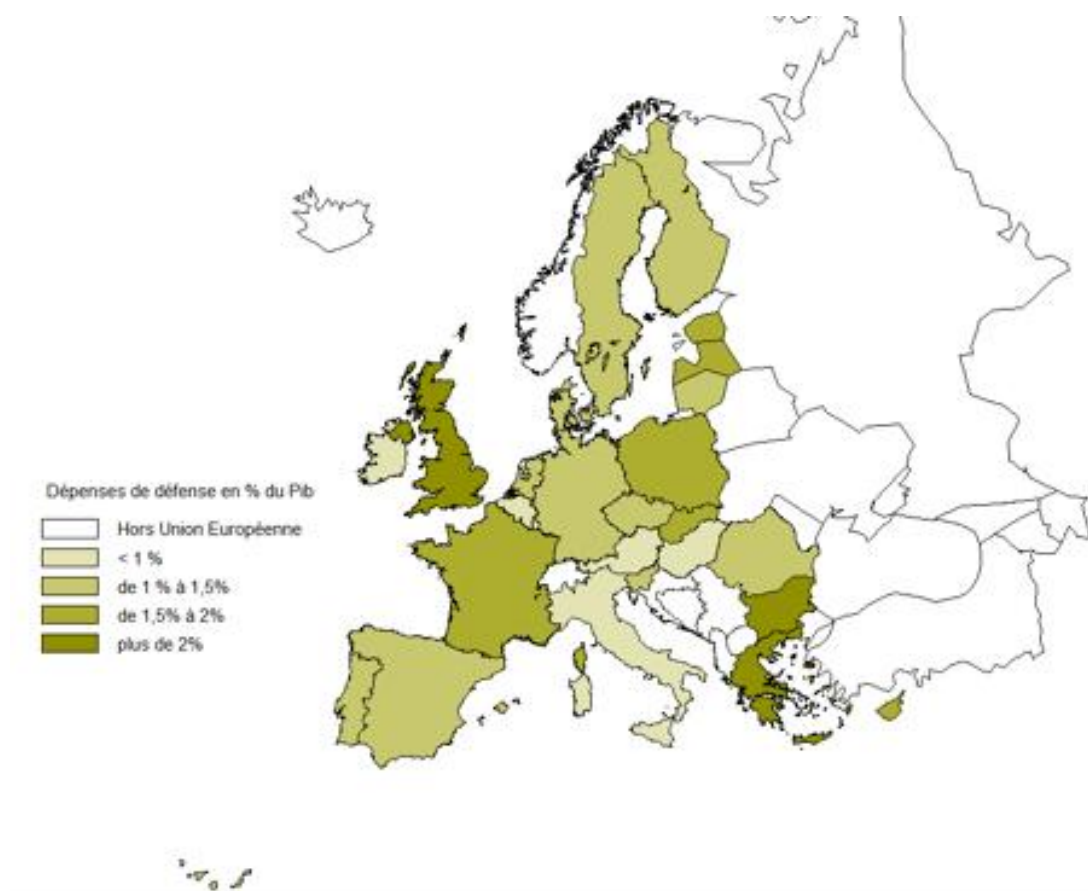 Dépenses de défense en % du Pib
Hors Union Européenne
< 1 %
de 1 % à 1,5%
de 1,5% à 2%
plus de 2%